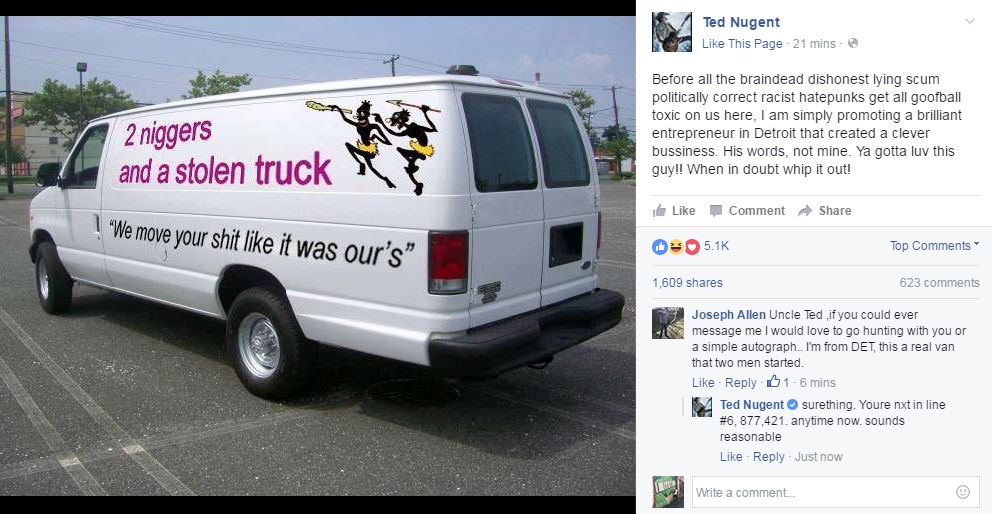 2 niggers
and a stolen truck
"We move your shit like it was our's"
Ted Nugent
Like This Page · 21 mins ·
Before all the braindead dishonest lying scum
politically correct racist hatepunks get all goofball
toxic on us here, I am simply promoting a brilliant
entrepreneur in Detroit that created a clever
bussiness. His words, not mine. Ya gotta luv this
guy!! When in doubt whip it out!
Like Comment Share
5.1K Top Comments
1,609 shares 623 comments
Joseph Allen Uncle Ted ,if you could ever
message me I would love to go hunting with you or
a simple autograph.. I'm from DET, this a real van
that two men started.
Like · Reply · 1 · 6 mins
Ted Nugent surething. Youre nxt in line
#6, 877,421. anytime now. sounds
reasonable
Like · Reply · Just now
Write a comment...